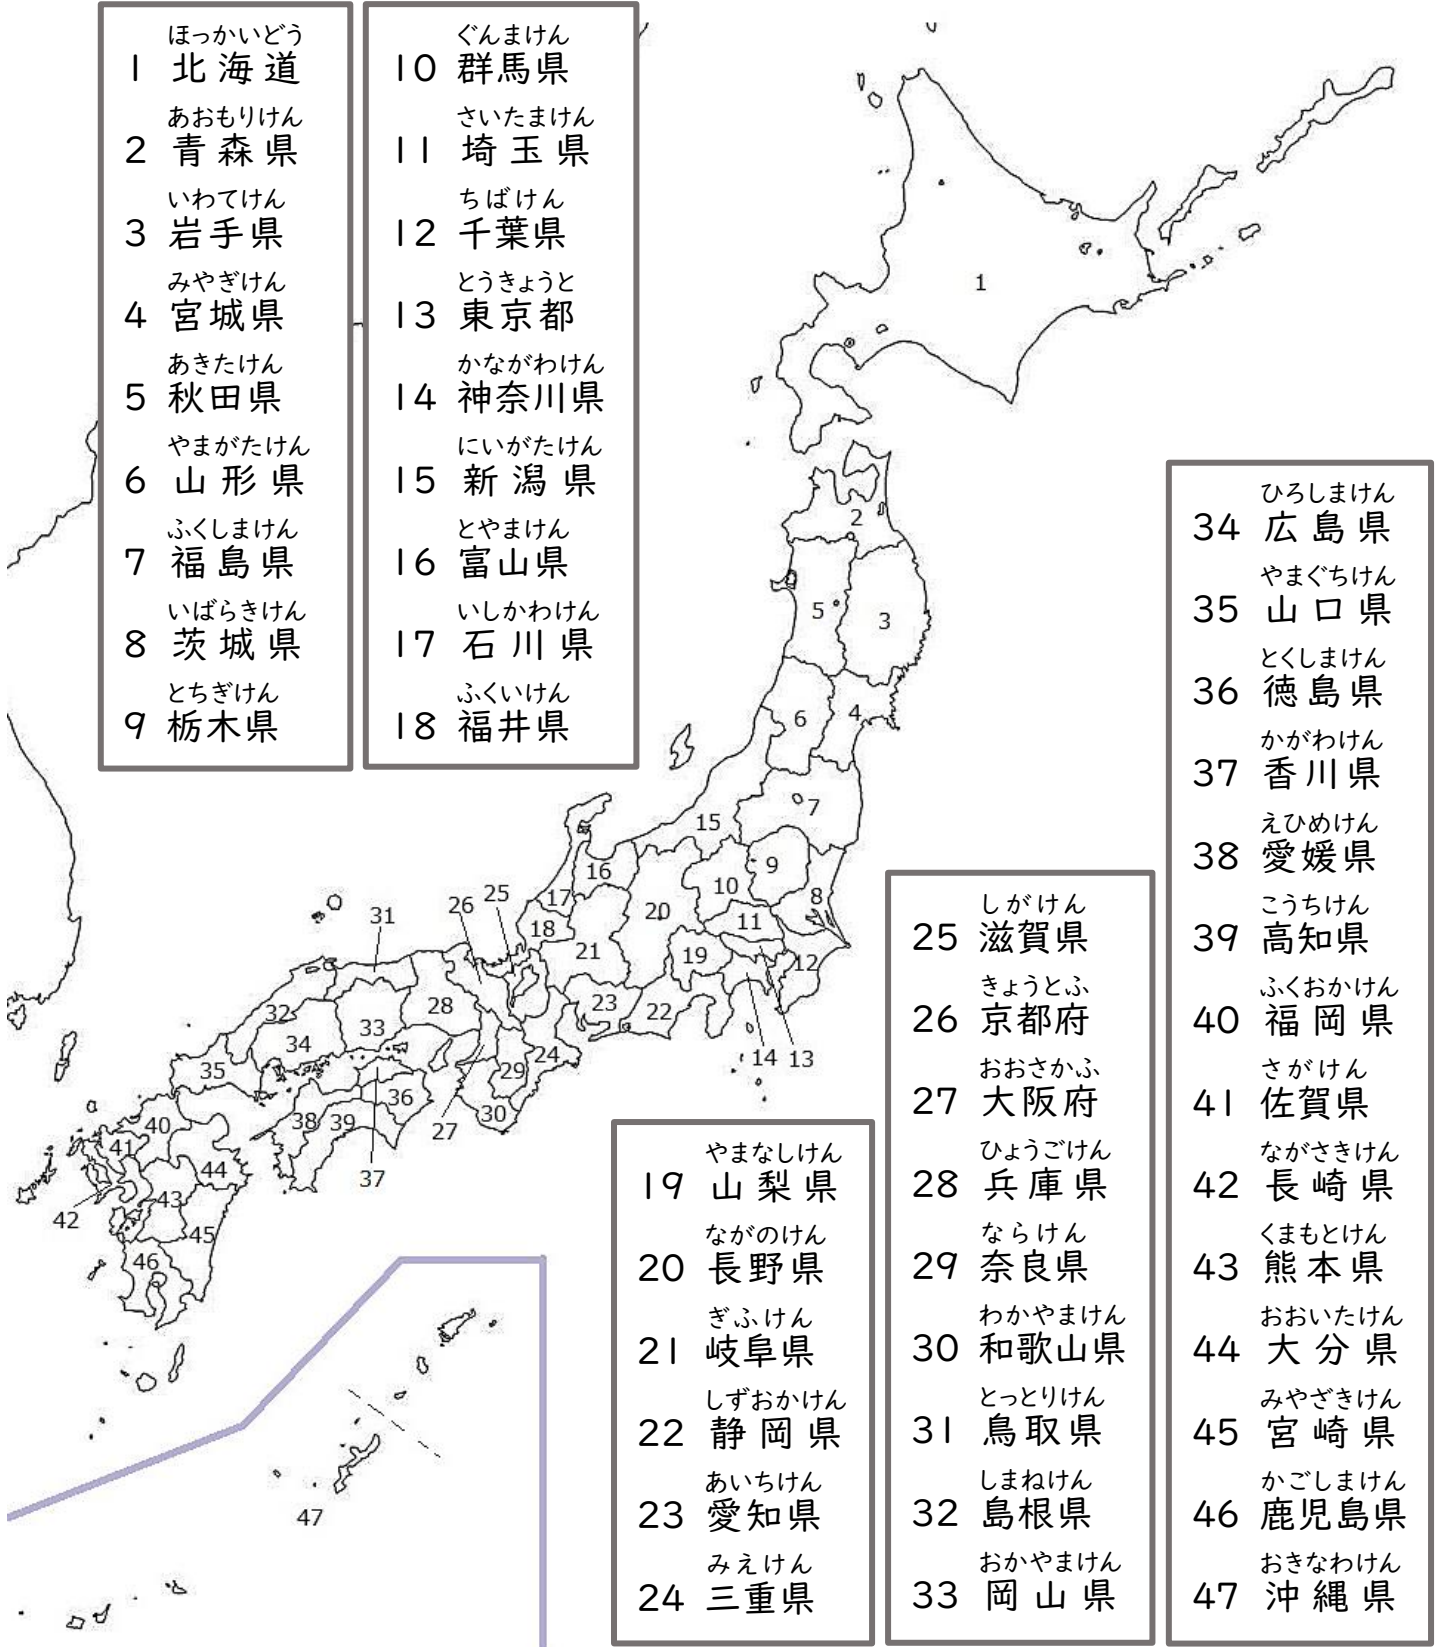 ほっかいどう
1 北海道
あおもりけん
2 青森県
いわてけん
3 岩手県
みやぎけん
4 宮城県
あきたけん
5 秋田県
やまがたけん
6 山形県
ふくしまけん
7 福島県
いばらきけん
8 茨城県
とちぎけん
9 栃木県
ぐんまけん
10 群馬県
さいたまけん
11 埼玉県
ちばけん
12 千葉県
とうきょうと
13 東京都
かながわけん
14 神奈川県
にいがたけん
15 新潟県
とやまけん
16 富山県
いしかわけん
17 石川県
ふくいけん
18 福井県
やまなしけん
19 山梨県
ながのけん
20 長野県
ぎふけん
21 岐阜県
しずおかけん
22 静岡県
あいちけん
23 愛知県
みえけん
24 三重県
しがけん
25 滋賀県
きょうとふ
26 京都府
おおさかふ
27 大阪府
ひょうごけん
28 兵庫県
ならけん
29 奈良県
わかやまけん
30 和歌山県
とっとりけん
31 鳥取県
しまねけん
32 島根県
おかやまけん
33 岡山県
ひろしまけん
34 広島県
やまぐちけん
35 山口県
とくしまけん
36 徳島県
かがわけん
37 香川県
えひめけん
38 愛媛県
こうちけん
39 高知県
ふくおかけん
40 福岡県
さがけん
41 佐賀県
ながさきけん
42 長崎県
くまもとけん
43 熊本県
おおいたけん
44 大分県
みやざきけん
45 宮崎県
かごしまけん
46 鹿児島県
おきなわけん
47 沖縄県
1
2
5
3
6
4
7
15
9
16
10
8
17
25
26
31
20
11
18
21
19
12
28
23
22
32
33
34
24
14
13
35
29
36
30
38
39
40
27
41
44
37
43
42
45
46
47